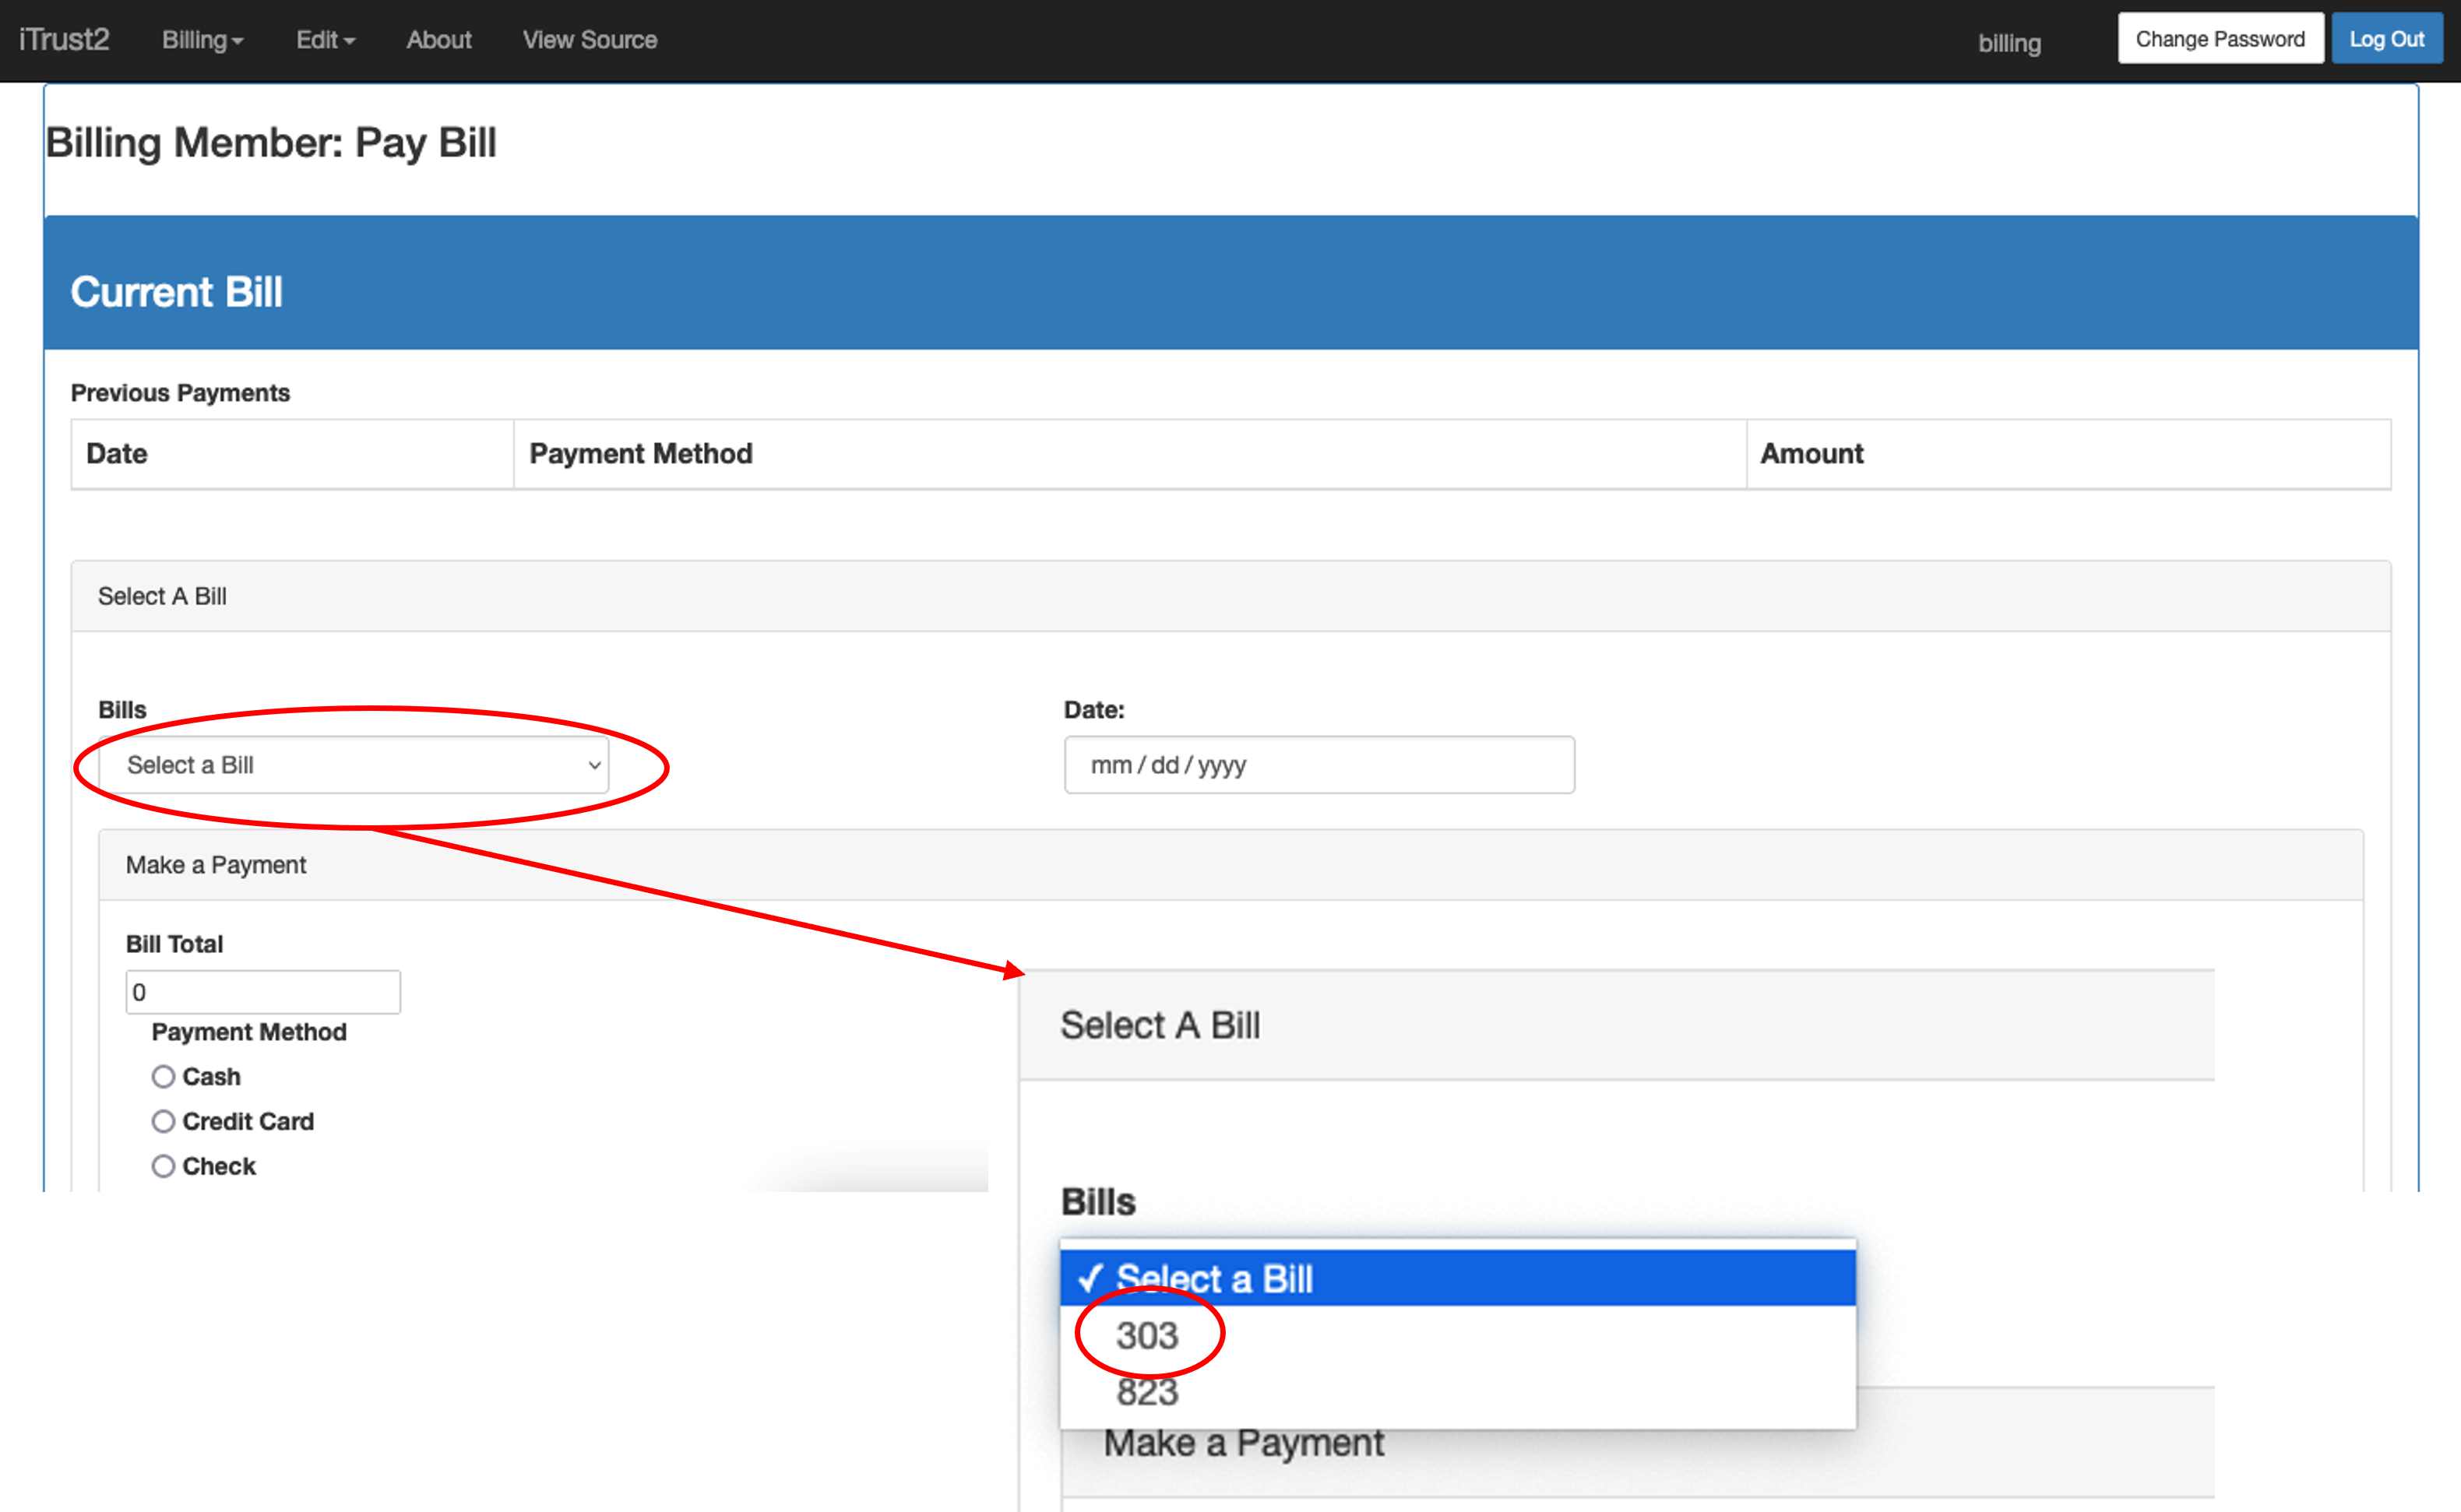 iTrust2 Billing Edit About View Source billing Change Password Log Out
Billing Member: Pay Bill
Current Bill
Previous Payments
Date Payment Method Amount
Select A Bill
Bills Date:
Select a Bill mm / dd / yyyy
Make a Payment
Bill Total
0
Payment Method
Cash
Credit Card
Check
Select A Bill
Bills
✓ Select a Bill
303
823
Make a Payment